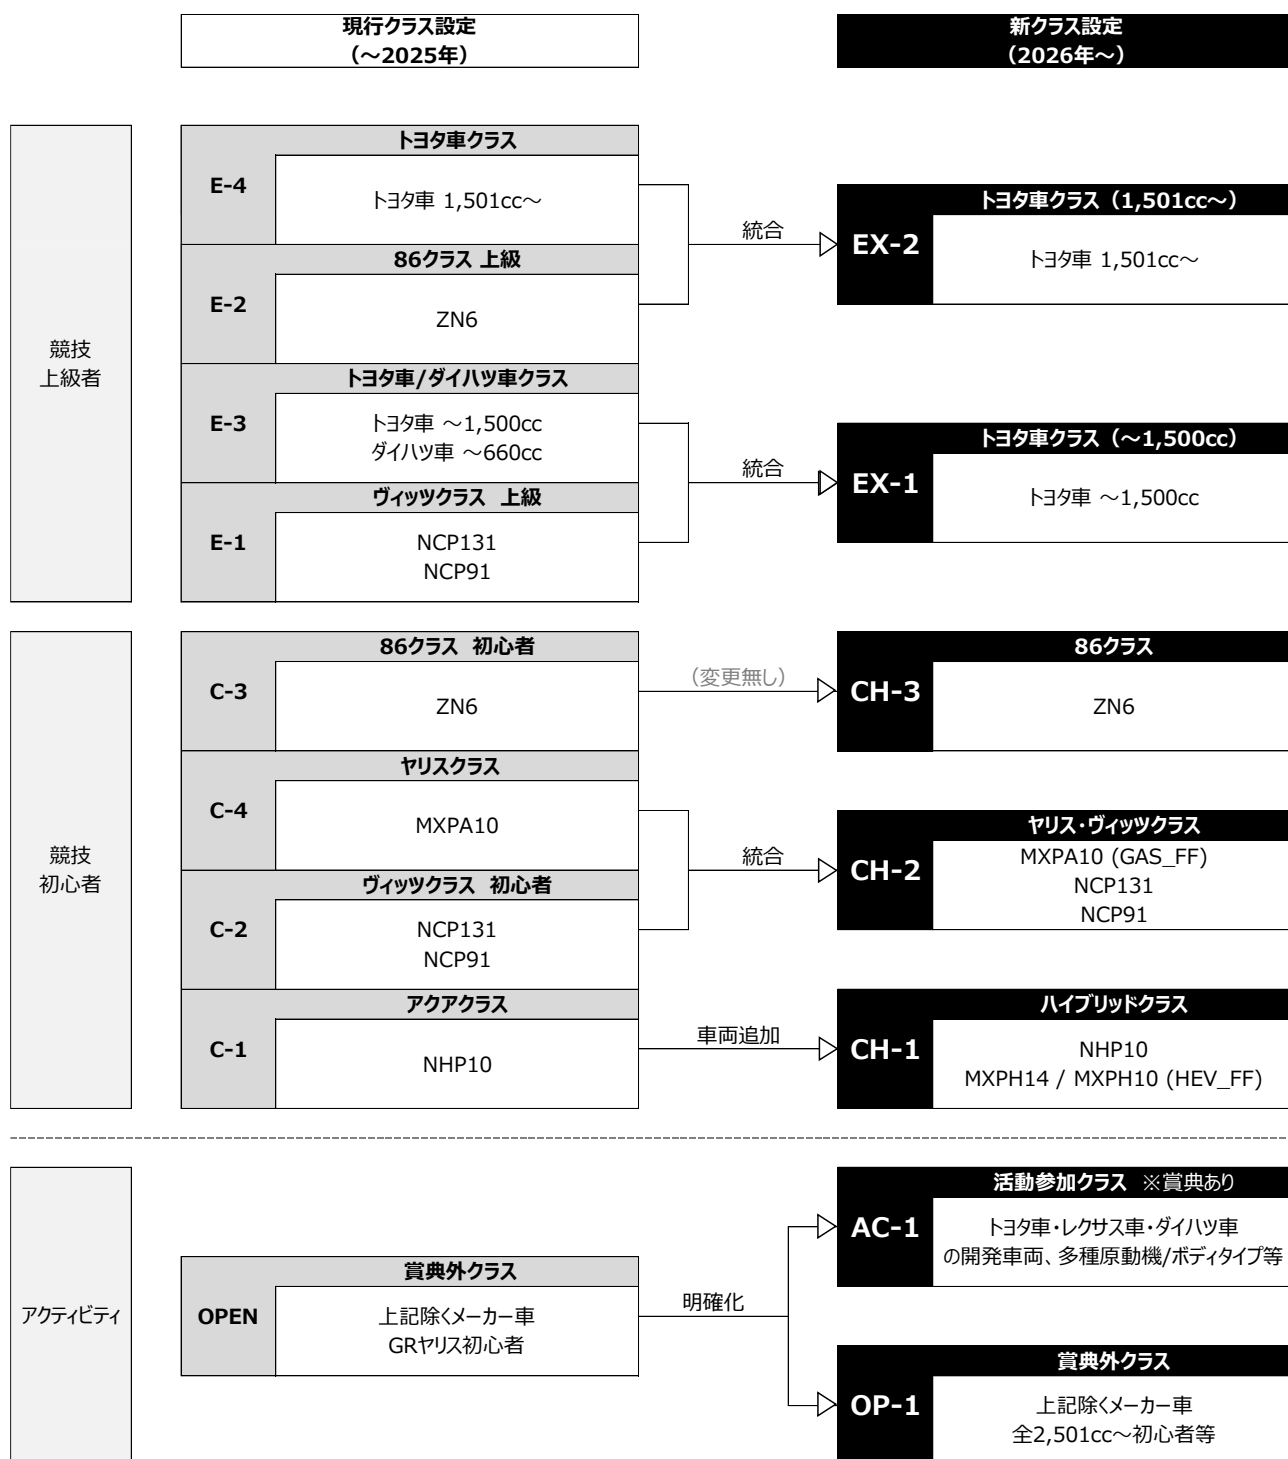 現行クラス設定
（～2025年）
新クラス設定
（2026年～）
競技
上級者
トヨタ車クラス
E-4
トヨタ車 1,501cc～
86クラス 上級
E-2
ZN6
統合
トヨタ車クラス（1,501cc～）
EX-2
トヨタ車 1,501cc～
トヨタ車/ダイハツ車クラス
E-3
トヨタ車 ～1,500cc
ダイハツ車 ～660cc
ヴィッツクラス 上級
E-1
NCP131
NCP91
統合
トヨタ車クラス（～1,500cc）
EX-1
トヨタ車 ～1,500cc
競技
初心者
86クラス 初心者
C-3
ZN6
（変更無し）
86クラス
CH-3
ZN6
ヤリスクラス
C-4
MXPA10
ヴィッツクラス 初心者
C-2
NCP131
NCP91
統合
ヤリス・ヴィッツクラス
CH-2
MXPA10 (GAS_FF)
NCP131
NCP91
アクアクラス
C-1
NHP10
車両追加
ハイブリッドクラス
CH-1
NHP10
MXPH14 / MXPH10 (HEV_FF)
アクティビティ
賞典外クラス
OPEN
上記除くメーカー車
GRヤリス初心者
明確化
活動参加クラス ※賞典あり
AC-1
トヨタ車・レクサス車・ダイハツ車
の開発車両、多種原動機/ボディタイプ等
賞典外クラス
OP-1
上記除くメーカー車
全2,501cc～初心者等